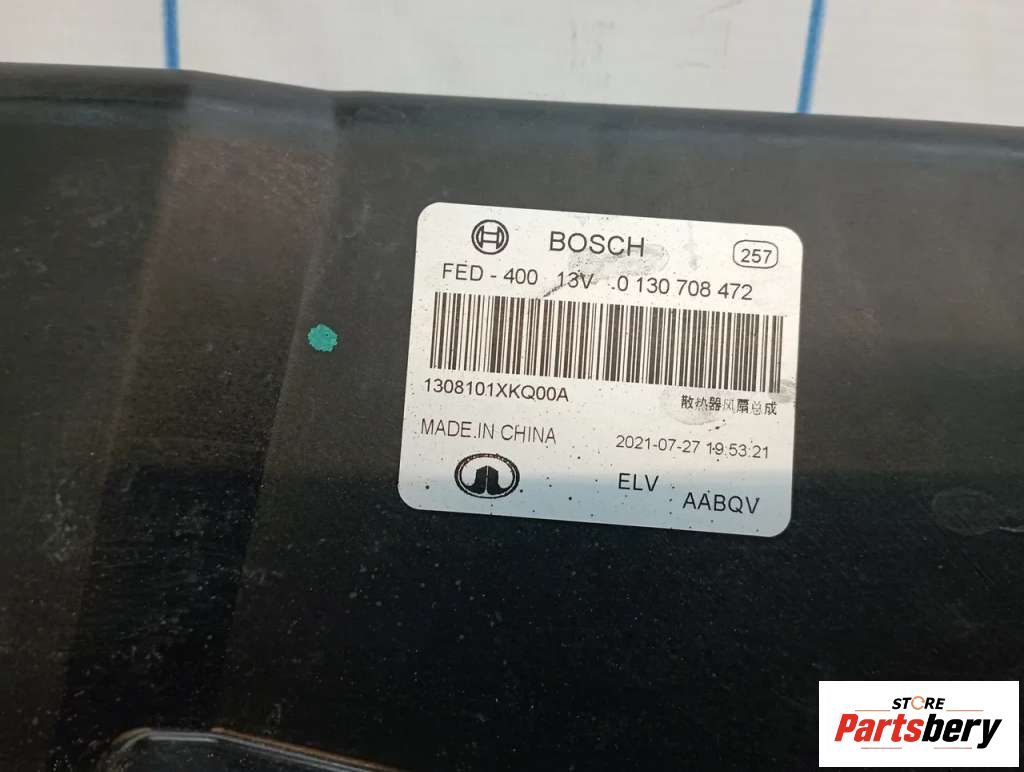 BOSCH 257
FED - 400 13V 0 130 708 472
1308101XKQ00A 散热器风扇总成
MADE IN CHINA 2021-07-27 19:53:21
ELV AABQV
STORE
Partsbery